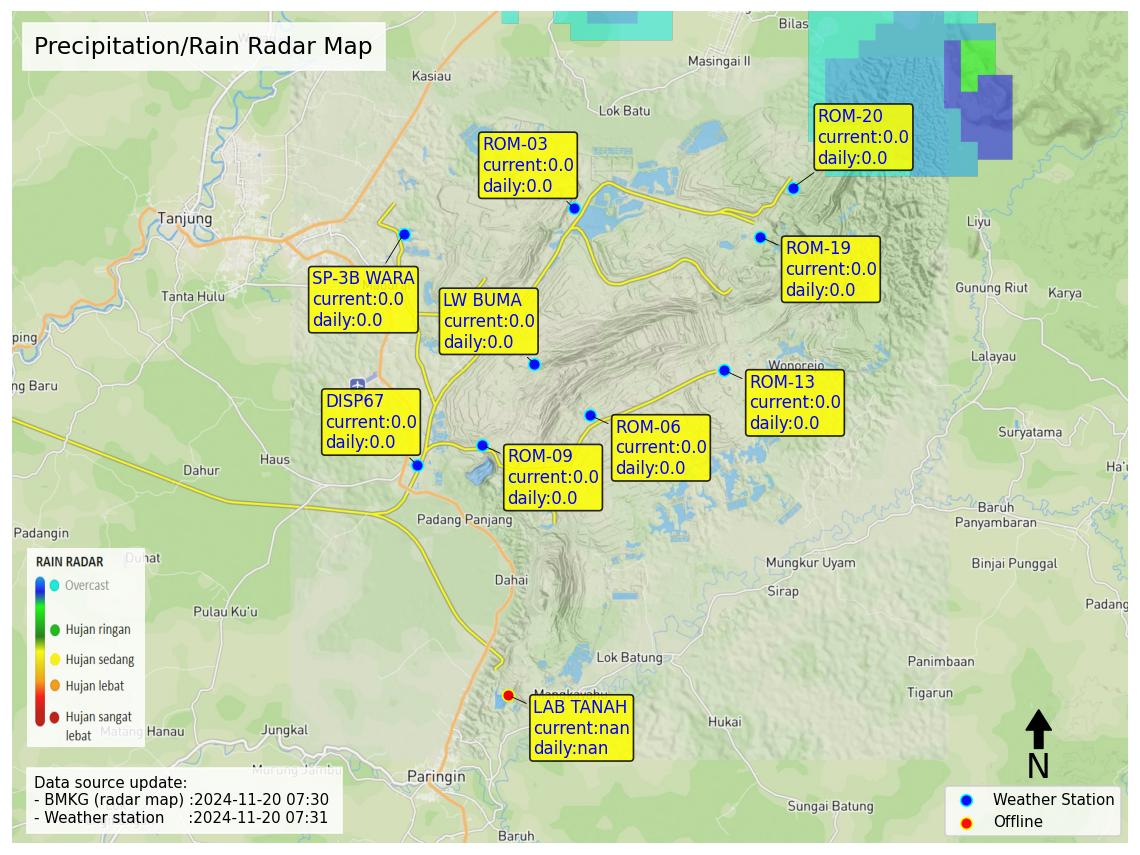 Precipitation/Rain Radar Map
Bilas
Masingai II
Kasiau
Lok Batu
ROM-20
current:0.0
daily:0.0
ROM-03
current:0.0
daily:0.0
Tanjung
Liyu
ROM-19
current:0.0
daily:0.0
SP-3B WARA
current:0.0
daily:0.0
Tanta Hulu
LW BUMA
current:0.0
daily:0.0
Gunung Riut
Karya
ping
Lalayau
Wonorejo
ng Baru
ROM-13
current:0.0
daily:0.0
DISP67
current:0.0
daily:0.0
ROM-06
current:0.0
daily:0.0
Suryatama
ROM-09
current:0.0
daily:0.0
Haus
Dahur
Ha'u
Baruh
Panyambaran
Padang Panjang
Padangin
Duhat
Mungkur Uyam
Binjai Punggal
Dahai
Sirap
Padang
Pulau Ku'u
RAIN RADAR
Overcast
Hujan ringan
Hujan sedang
Hujan lebat
Hujan sangat
lebat
Lok Batung
Panimbaan
Tigarun
LAB TANAH
current:nan
daily:nan
Hukai
Matang Hanau
Jungkal
Murung Jambu
Paringin
N
Data source update:
- BMKG (radar map) :2024-11-20 07:30
- Weather station :2024-11-20 07:31
Sungai Batung
Baruh
Weather Station
Offline